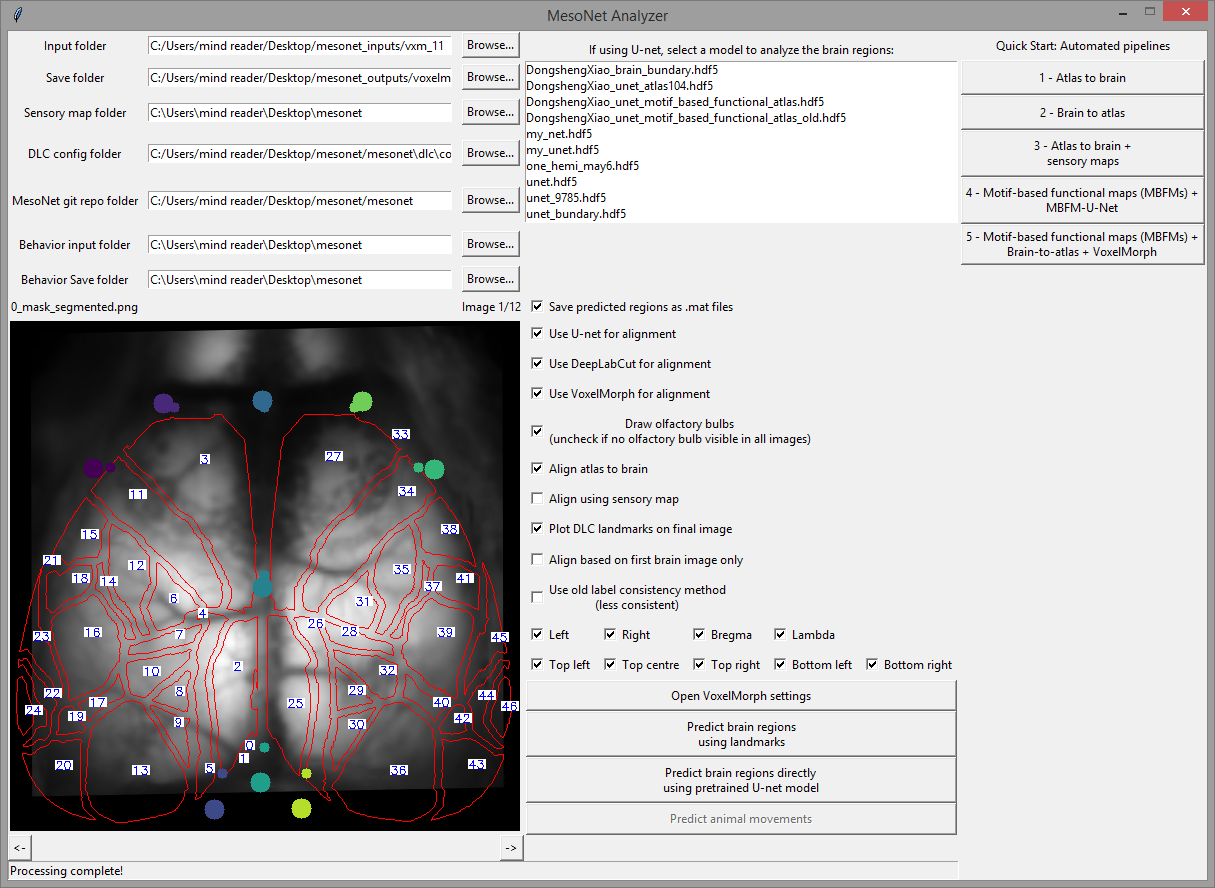 MesoNet Analyzer
Input folder
C:/Users/mind reader/Desktop/mesonet_inputs/vxm_11
Browse...
Save folder
C:/Users/mind reader/Desktop/mesonet_outputs/voxelm
Browse...
Sensory map folder
C:\Users\mind reader\Desktop\mesonet
Browse...
DLC config folder
C:/Users/mind reader/Desktop/mesonet/mesonet\dlc\co
Browse...
MesoNet git repo folder
C:/Users/mind reader/Desktop/mesonet/mesonet
Browse...
Behavior input folder
C:\Users\mind reader\Desktop\mesonet
Browse...
Behavior Save folder
C:\Users\mind reader\Desktop\mesonet
Browse...
If using U-net, select a model to analyze the brain regions:
DongshengXiao_brain_bundary.hdf5
DongshengXiao_unet_atlas104.hdf5
DongshengXiao_unet_motif_based_functional_atlas.hdf5
DongshengXiao_unet_motif_based_functional_atlas_old.hdf5
my_net.hdf5
my_unet.hdf5
one_hemi_may6.hdf5
unet.hdf5
unet_9785.hdf5
unet_bundary.hdf5
Quick Start: Automated pipelines
1 - Atlas to brain
2 - Brain to atlas
3 - Atlas to brain +
sensory maps
4 - Motif-based functional maps (MBFMs) +
MBFM-U-Net
5 - Motif-based functional maps (MBFMs) +
Brain-to-atlas + VoxelMorph
0_mask_segmented.png
Image 1/12
33
3
27
11
34
15
38
21
12
35
18
14
41
37
6
31
4
26
28
16
7
39
23
45
2
10
32
8
29
22
44
17
25
40
24
46
19
42
9
30
0
1
20
13
5
36
43
Save predicted regions as .mat files
Use U-net for alignment
Use DeepLabCut for alignment
Use VoxelMorph for alignment
Draw olfactory bulbs
(uncheck if no olfactory bulb visible in all images)
Align atlas to brain
Align using sensory map
Plot DLC landmarks on final image
Align based on first brain image only
Use old label consistency method
(less consistent)
Left Right Bregma Lambda
Top left Top centre Top right Bottom left Bottom right
Open VoxelMorph settings
Predict brain regions
using landmarks
Predict brain regions directly
using pretrained U-net model
Predict animal movements
<-
->
Processing complete!